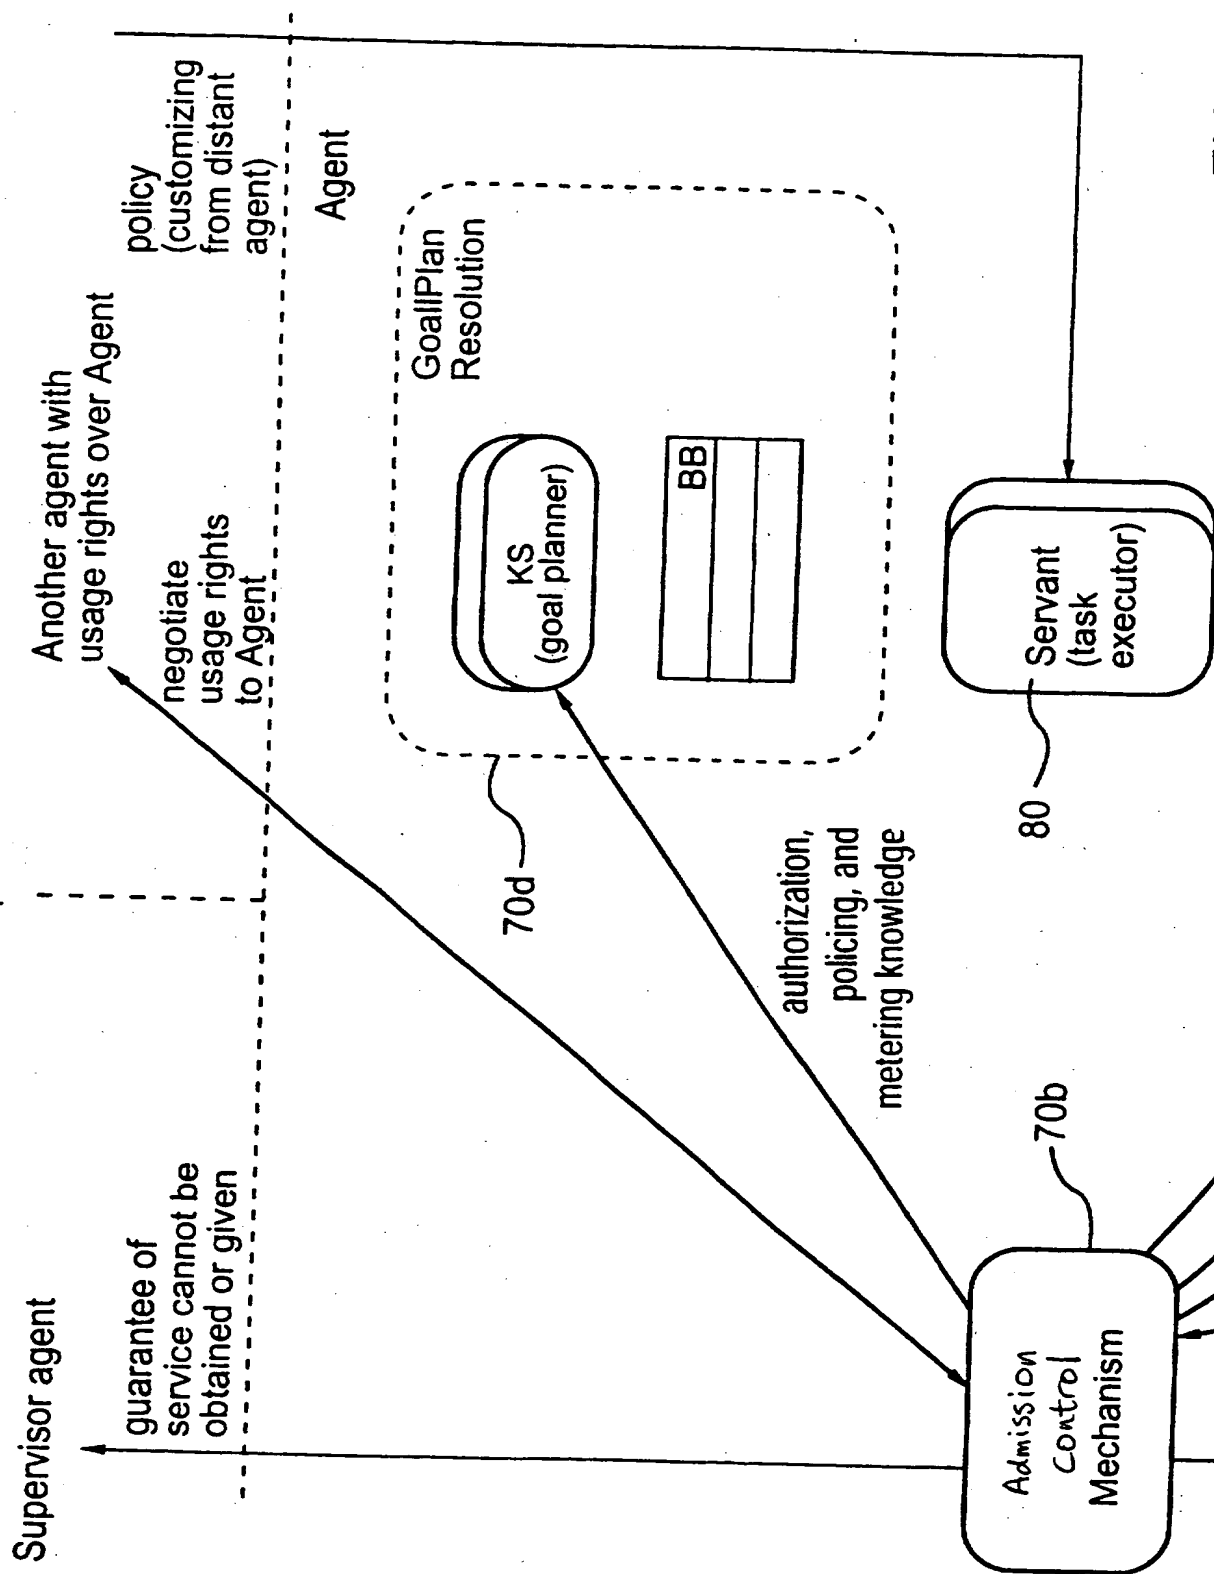 Supervisor agent
guarantee of
service cannot be
obtained or given
Another agent with
usage rights over Agent
negotiate
usage rights
to Agent
policy
(customizing
from distant
agent)
Agent
GoallPlan
Resolution
KS
(goal planner)
BB
70d
authorization,
policing, and
metering knowledge
Servant
(task
executor)
80
70b
Admission
Control
Mechanism